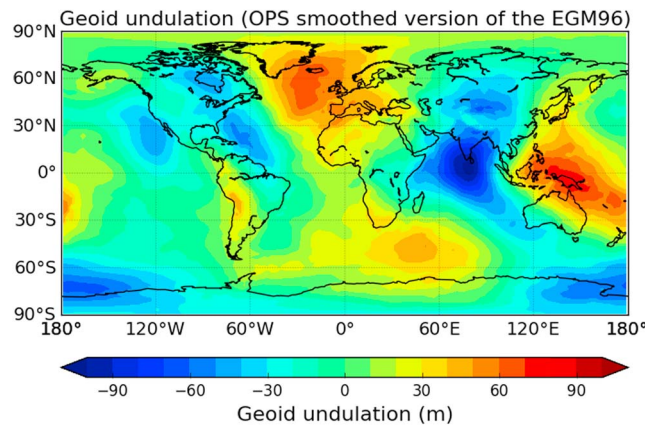 Geoid undulation (OPS smoothed version of the EGM96)
90°N
60°N
30°N
0°
30°S
60°S
90°S
180° 120°W 60°W 0° 60°E 120°E 180°
−90 −60 −30 0 30 60 90
Geoid undulation (m)